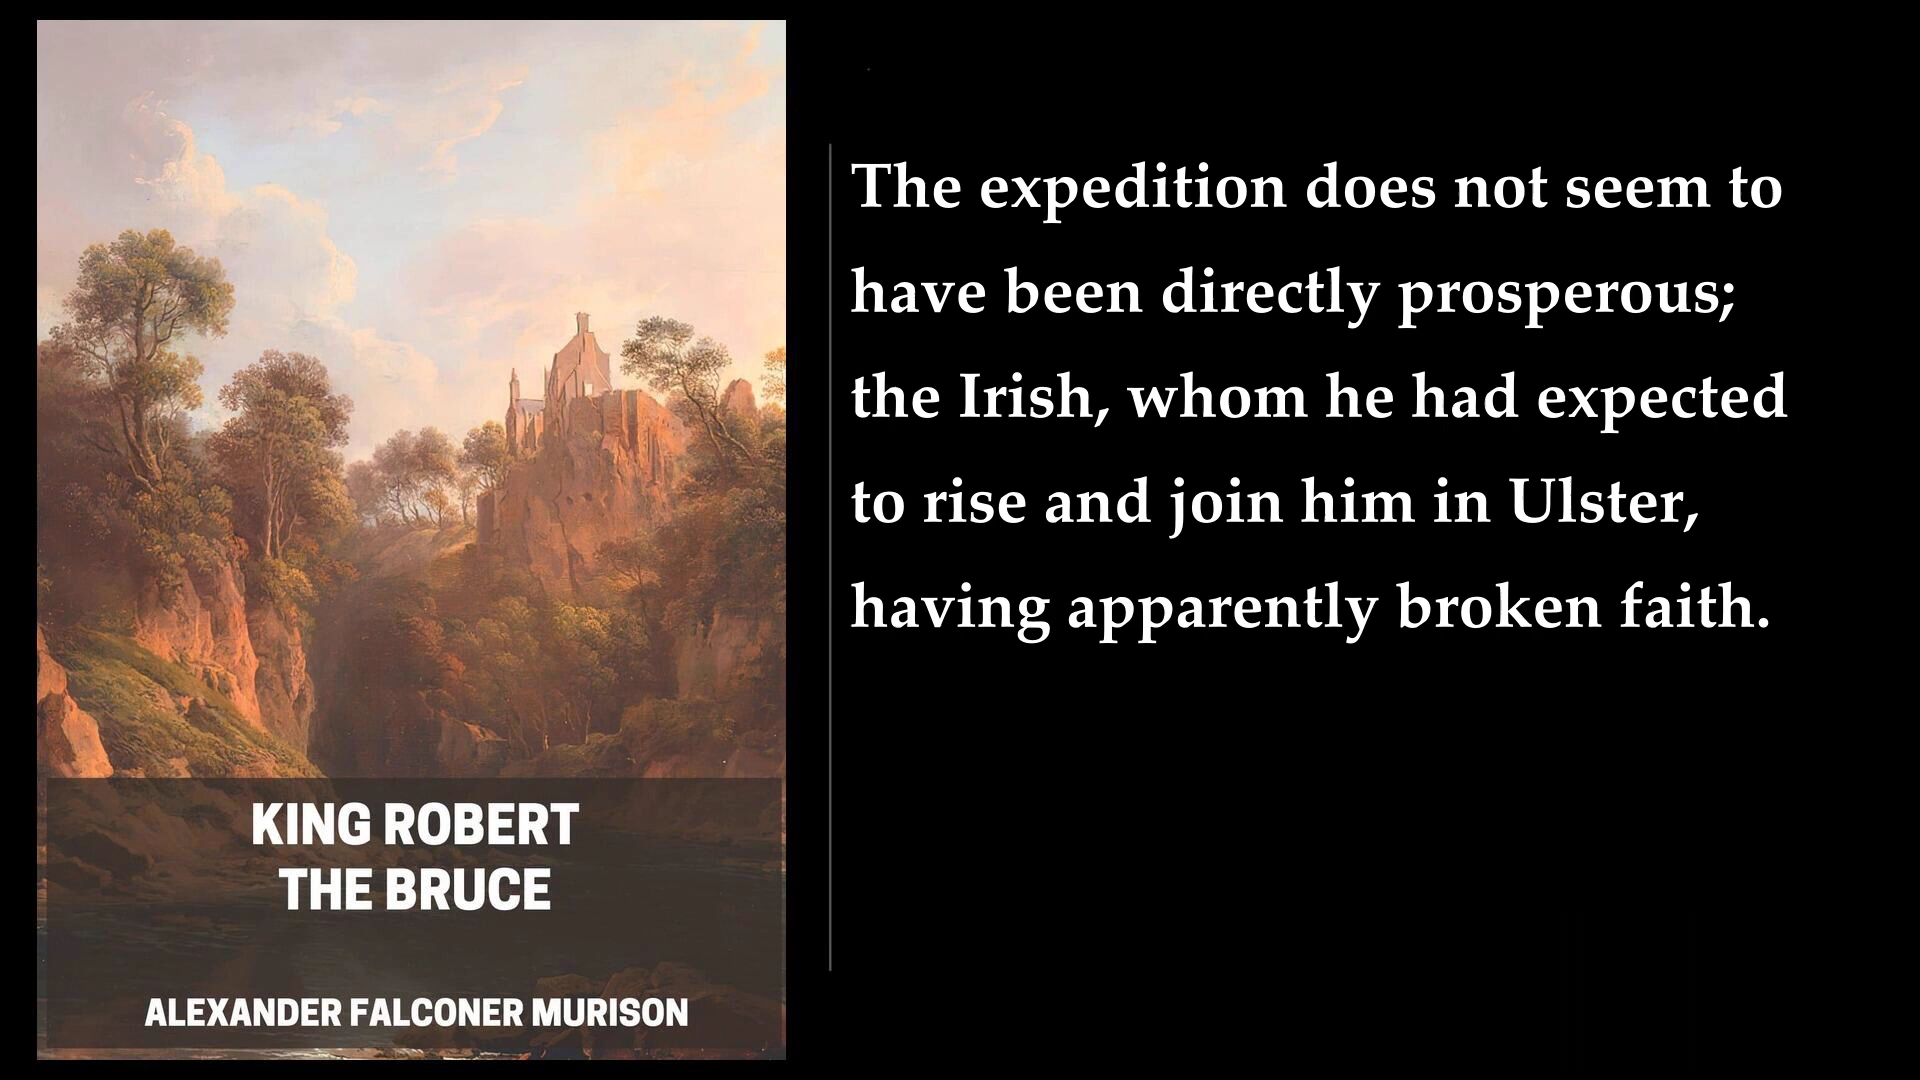 The expedition does not seem to
have been directly prosperous;
the Irish, whom he had expected
to rise and join him in Ulster,
having apparently broken faith.
KING ROBERT
THE BRUCE
ALEXANDER FALCONER MURISON